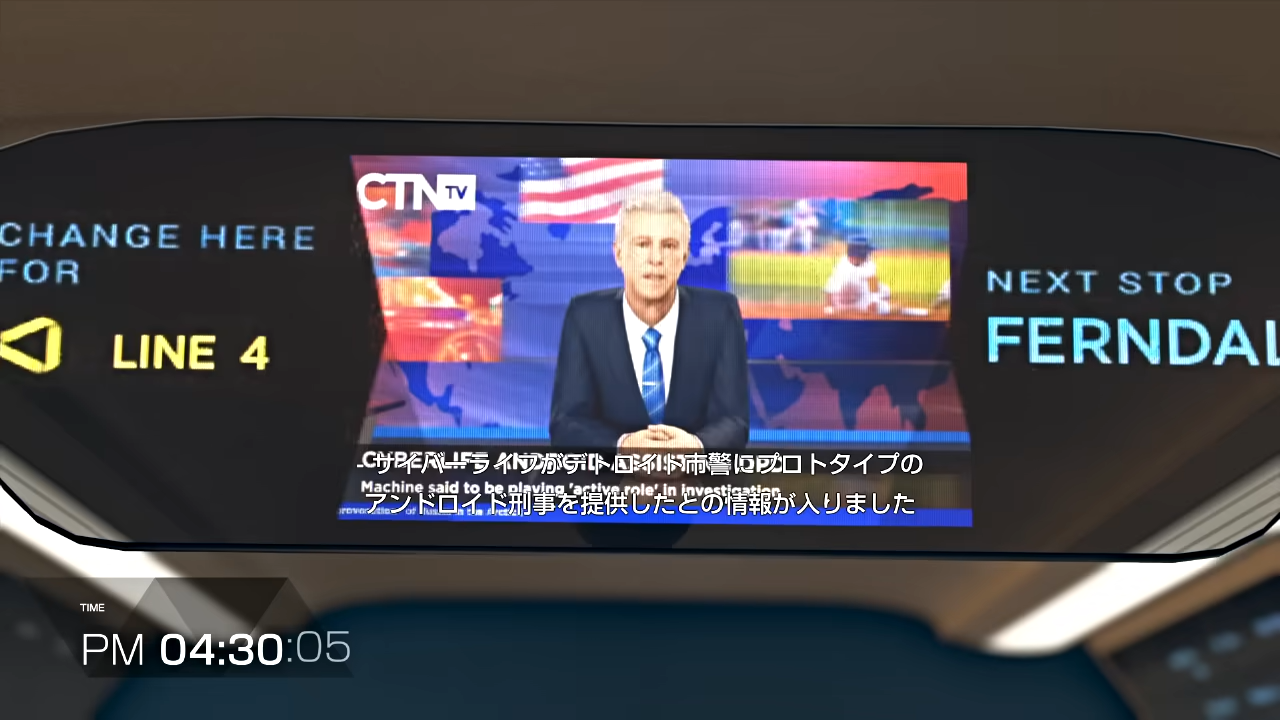 CTN TV
CHANGE HERE
FOR
LINE 4
NEXT STOP
FERNDAL
サイバーライフがデトロイト市警にプロトタイプの
CYBERLIFE ANDROID
Machine said to be playing 'active role' in investigation
アンドロイド刑事を提供したとの情報が入りました
TIME
PM 04:30:05